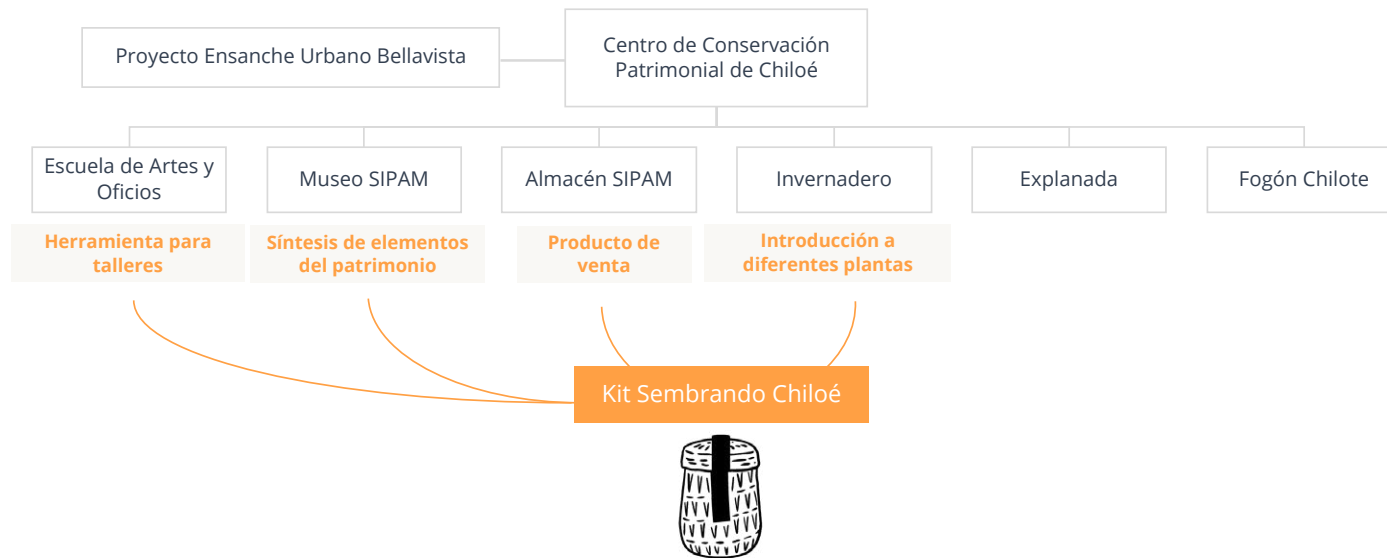 Proyecto Ensanche Urbano Bellavista
Centro de Conservación
Patrimonial de Chiloé
Escuela de Artes y
Oficios
Museo SIPAM
Almacén SIPAM
Invernadero
Explanada
Fogón Chilote
Herramienta para
talleres
Síntesis de elementos
del patrimonio
Producto de
venta
Introducción a
diferentes plantas
Kit Sembrando Chiloé